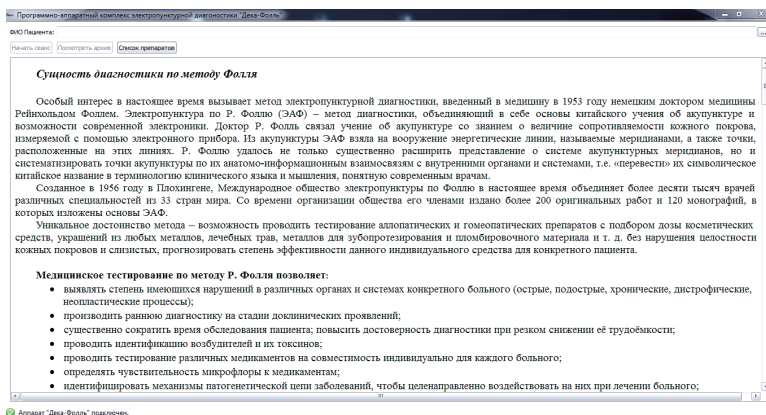 Программно-аппаратный комплекс электропунктурной диагоностики "Дека-Фолль"
ФИО Пациента:
...
Начать сеанс Посмотреть архив Список препаратов
Сущность диагностики по методу Фолля
Особый интерес в настоящее время вызывает метод электропунктурной диагностики, введенный в медицину в 1953 году немецким доктором медицины
Рейнхольдом Фоллем. Электропунктура по Р. Фоллю (ЭАФ) – метод диагностики, объединяющий в себе основы китайского учения об акупунктуре и
возможности современной электроники. Доктор Р. Фолль связал учение об акупунктуре со знанием о величине сопротивляемости кожного покрова,
измеряемой с помощью электронного прибора. Из акупунктуры ЭАФ взяла на вооружение энергетические линии, называемые меридианами, а также точки,
расположенные на этих линиях. Р. Фоллю удалось не только существенно расширить представление о системе акупунктурных меридианов, но и
систематизировать точки акупунктуры по их анатомо-информационным взаимосвязям с внутренними органами и системами, т.е. «перевести» их символическое
китайское название в терминологию клинического языка и мышления, понятную современным врачам.
Созданное в 1956 году в Плохингене, Международное общество электропунктуры по Фоллю в настоящее время объединяет более десяти тысяч врачей
различных специальностей из 33 стран мира. Со времени организации общества его членами издано более 200 оригинальных работ и 120 монографий, в
которых изложены основы ЭАФ.
Уникальное достоинство метода – возможность проводить тестирование аллопатических и гомеопатических препаратов с подбором дозы косметических
средств, украшений из любых металлов, лечебных трав, металлов для зубопротезирования и пломбировочного материала и т. д. без нарушения целостности
кожных покровов и слизистых, прогнозировать степень эффективности данного индивидуального средства для конкретного пациента.
Медицинское тестирование по методу Р. Фолля позволяет:
• выявлять степень имеющихся нарушений в различных органах и системах конкретного больного (острые, подострые, хронические, дистрофические,
неопластические процессы);
• производить раннюю диагностику на стадии доклинических проявлений;
• существенно сократить время обследования пациента; повысить достоверность диагностики при резком снижении её трудоёмкости;
• проводить идентификацию возбудителей и их токсинов;
• проводить тестирование различных медикаментов на совместимость индивидуально для каждого больного;
• определять чувствительность микрофлоры к медикаментам;
• идентифицировать механизмы патогенетической цепи заболеваний, чтобы целенаправленно воздействовать на них при лечении больного;
Аппарат "Дека-Фолль" подключен.